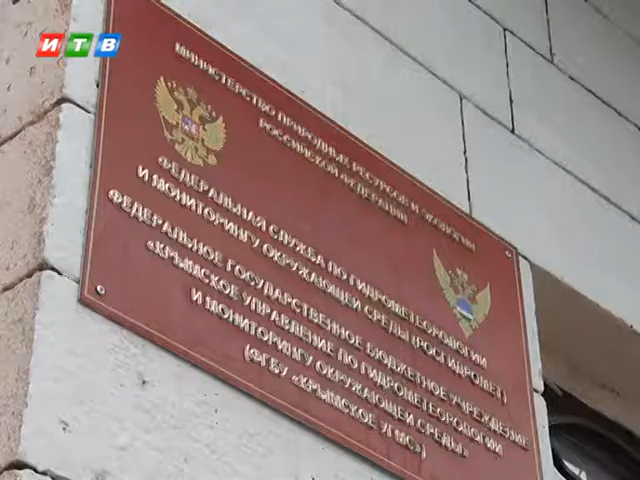 ИТВ
МИНИСТЕРСТВО ПРИРОДНЫХ РЕСУРСОВ И ЭКОЛОГИИ
РОССИЙСКОЙ ФЕДЕРАЦИИ
ФЕДЕРАЛЬНАЯ СЛУЖБА ПО ГИДРОМЕТЕОРОЛОГИИ
И МОНИТОРИНГУ ОКРУЖАЮЩЕЙ СРЕДЫ (РОСГИДРОМЕТ)
ФЕДЕРАЛЬНОЕ ГОСУДАРСТВЕННОЕ БЮДЖЕТНОЕ УЧРЕЖДЕНИЕ
«КРЫМСКОЕ УПРАВЛЕНИЕ ПО ГИДРОМЕТЕОРОЛОГИИ
И МОНИТОРИНГУ ОКРУЖАЮЩЕЙ СРЕДЫ»
(ФГБУ «КРЫМСКОЕ УГМС»)